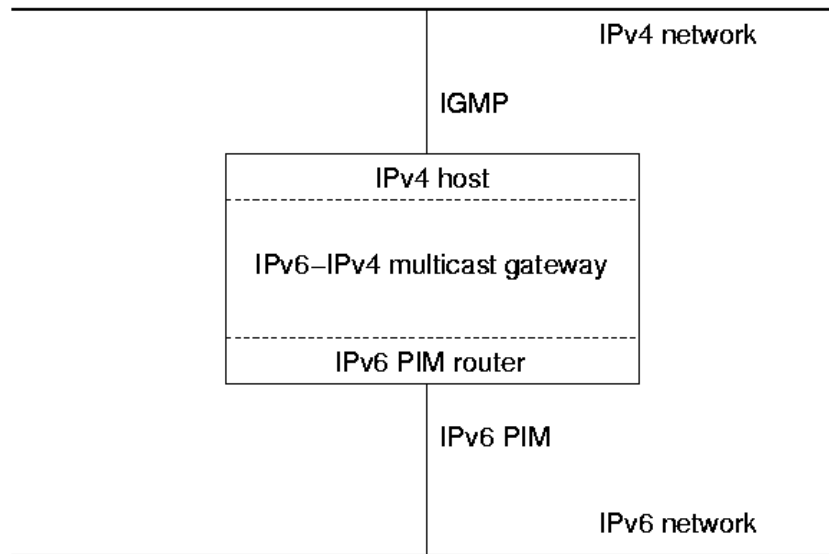 IPv4 network
IGMP
IPv4 host
IPv6–IPv4 multicast gateway
IPv6 PIM router
IPv6 PIM
IPv6 network